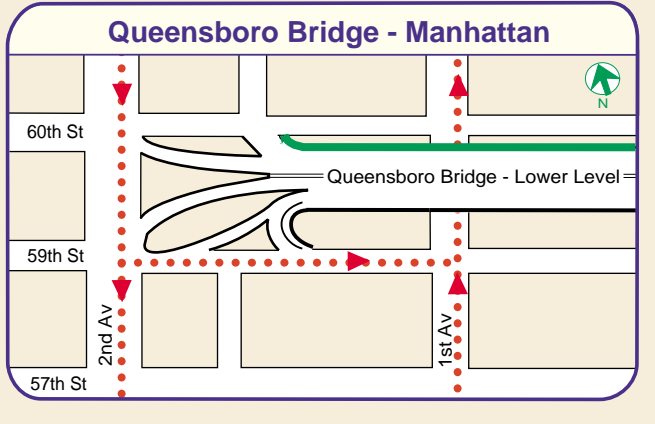 Queensboro Bridge - Manhattan
N
60th St
Queensboro Bridge - Lower Level
59th St
2nd Av
1st Av
57th St